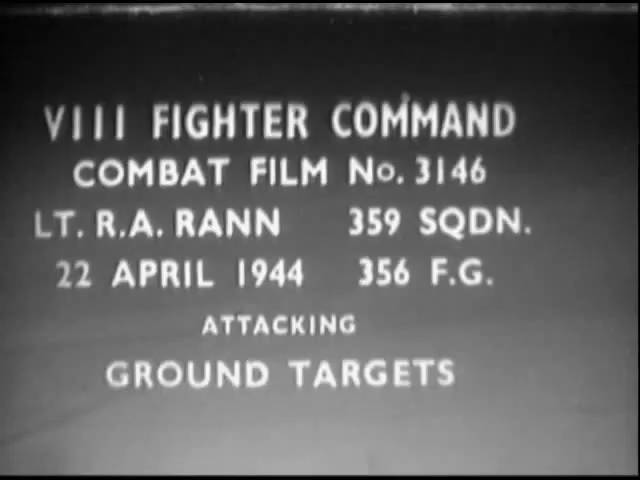 VIII FIGHTER COMMAND
COMBAT FILM No. 3146
LT. R.A. RANN 359 SQDN.
22 APRIL 1944 356 F.G.
ATTACKING
GROUND TARGETS